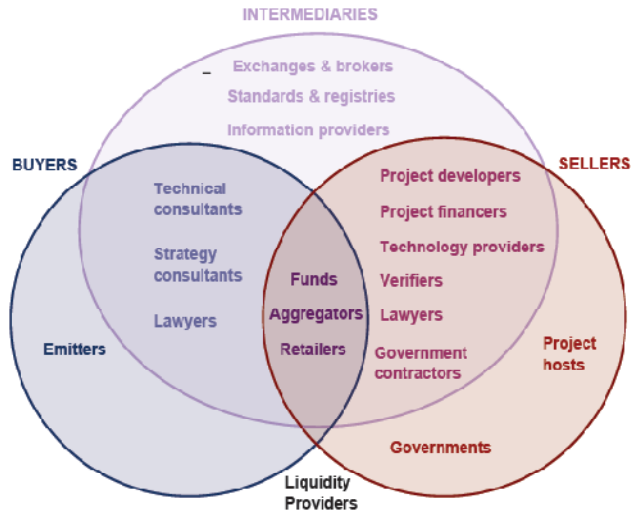 INTERMEDIARIES
Exchanges & brokers
Standards & registries
Information providers
BUYERS
SELLERS
Technical
consultants
Strategy
consultants
Lawyers
Emitters
Funds
Aggregators
Retailers
Project developers
Project financers
Technology providers
Verifiers
Lawyers
Government
contractors
Project
hosts
Governments
Liquidity
Providers